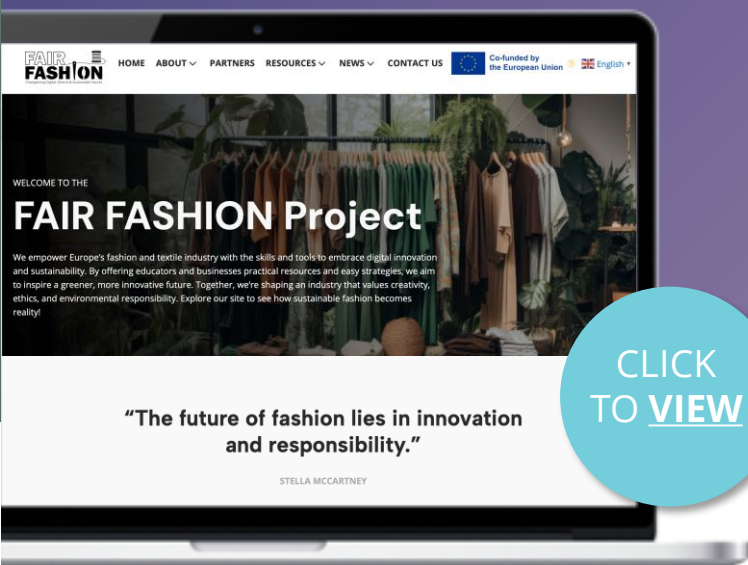 FAIR
FASHION
HOME ABOUT PARTNERS RESOURCES NEWS CONTACT US
Co-funded by
the European Union
English
WELCOME TO THE
FAIR FASHION Project
We empower Europe's fashion and textile industry with the skills and tools to embrace digital innovation
and sustainability. By offering educators and businesses practical resources and easy strategies, we aim
to inspire a greener, more innovative future. Together, we're shaping an industry that values creativity,
ethics, and environmental responsibility. Explore our site to see how sustainable fashion becomes
reality!
CLICK
TO VIEW
“The future of fashion lies in innovation
and responsibility.”
STELLA MCCARTNEY